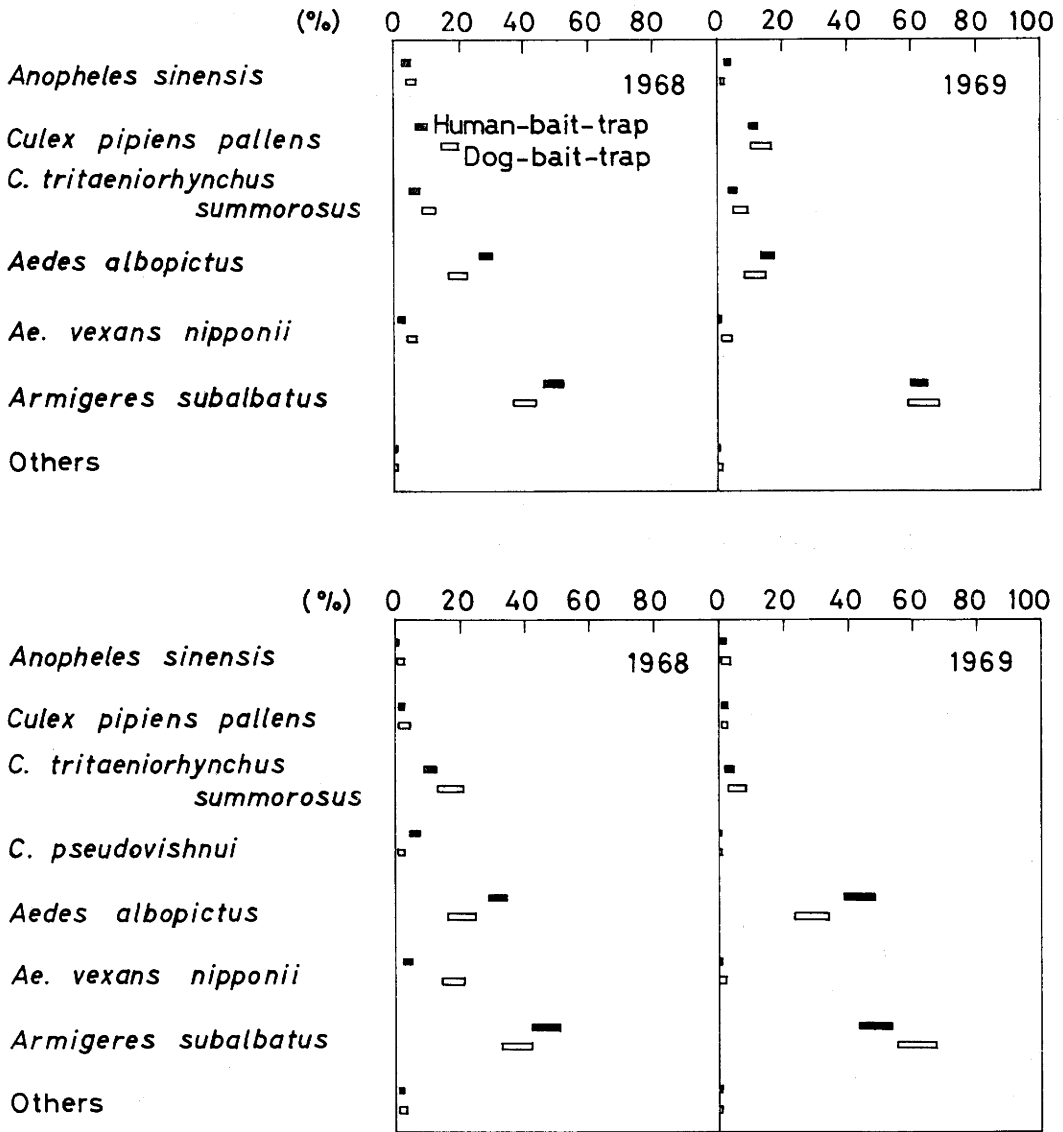 (%) 0 20 40 60 80 0 20 40 60 80 100
Anopheles sinensis
1968 1969
Culex pipiens pallens
Human-bait-trap
Dog-bait-trap
C. tritaeniorhynchus
summorosus
Aedes albopictus
Ae. vexans nipponii
Armigeres subalbatus
Others
(%) 0 20 40 60 80 0 20 40 60 80 100
Anopheles sinensis
1968 1969
Culex pipiens pallens
C. tritaeniorhynchus
summorosus
C. pseudovishnui
Aedes albopictus
Ae. vexans nipponii
Armigeres subalbatus
Others